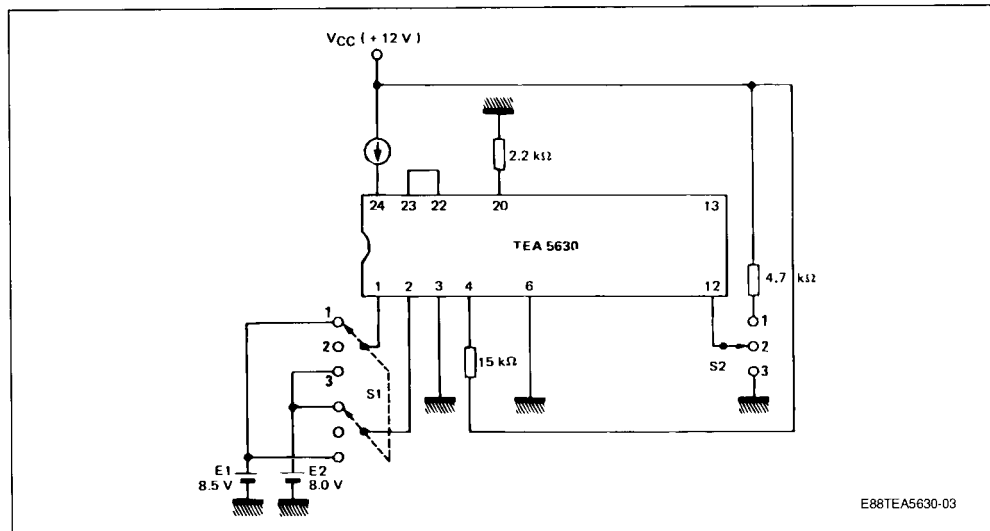 VCC ( + 12 V )
2.2 kΩ
24 23 22 20 13
TEA 5630
1 2 3 4 6 12
4.7 kΩ
1
2
3
S1
15 kΩ
1
S2 2
3
E1
8.5 V
E2
8.0 V
E88TEA5630-03